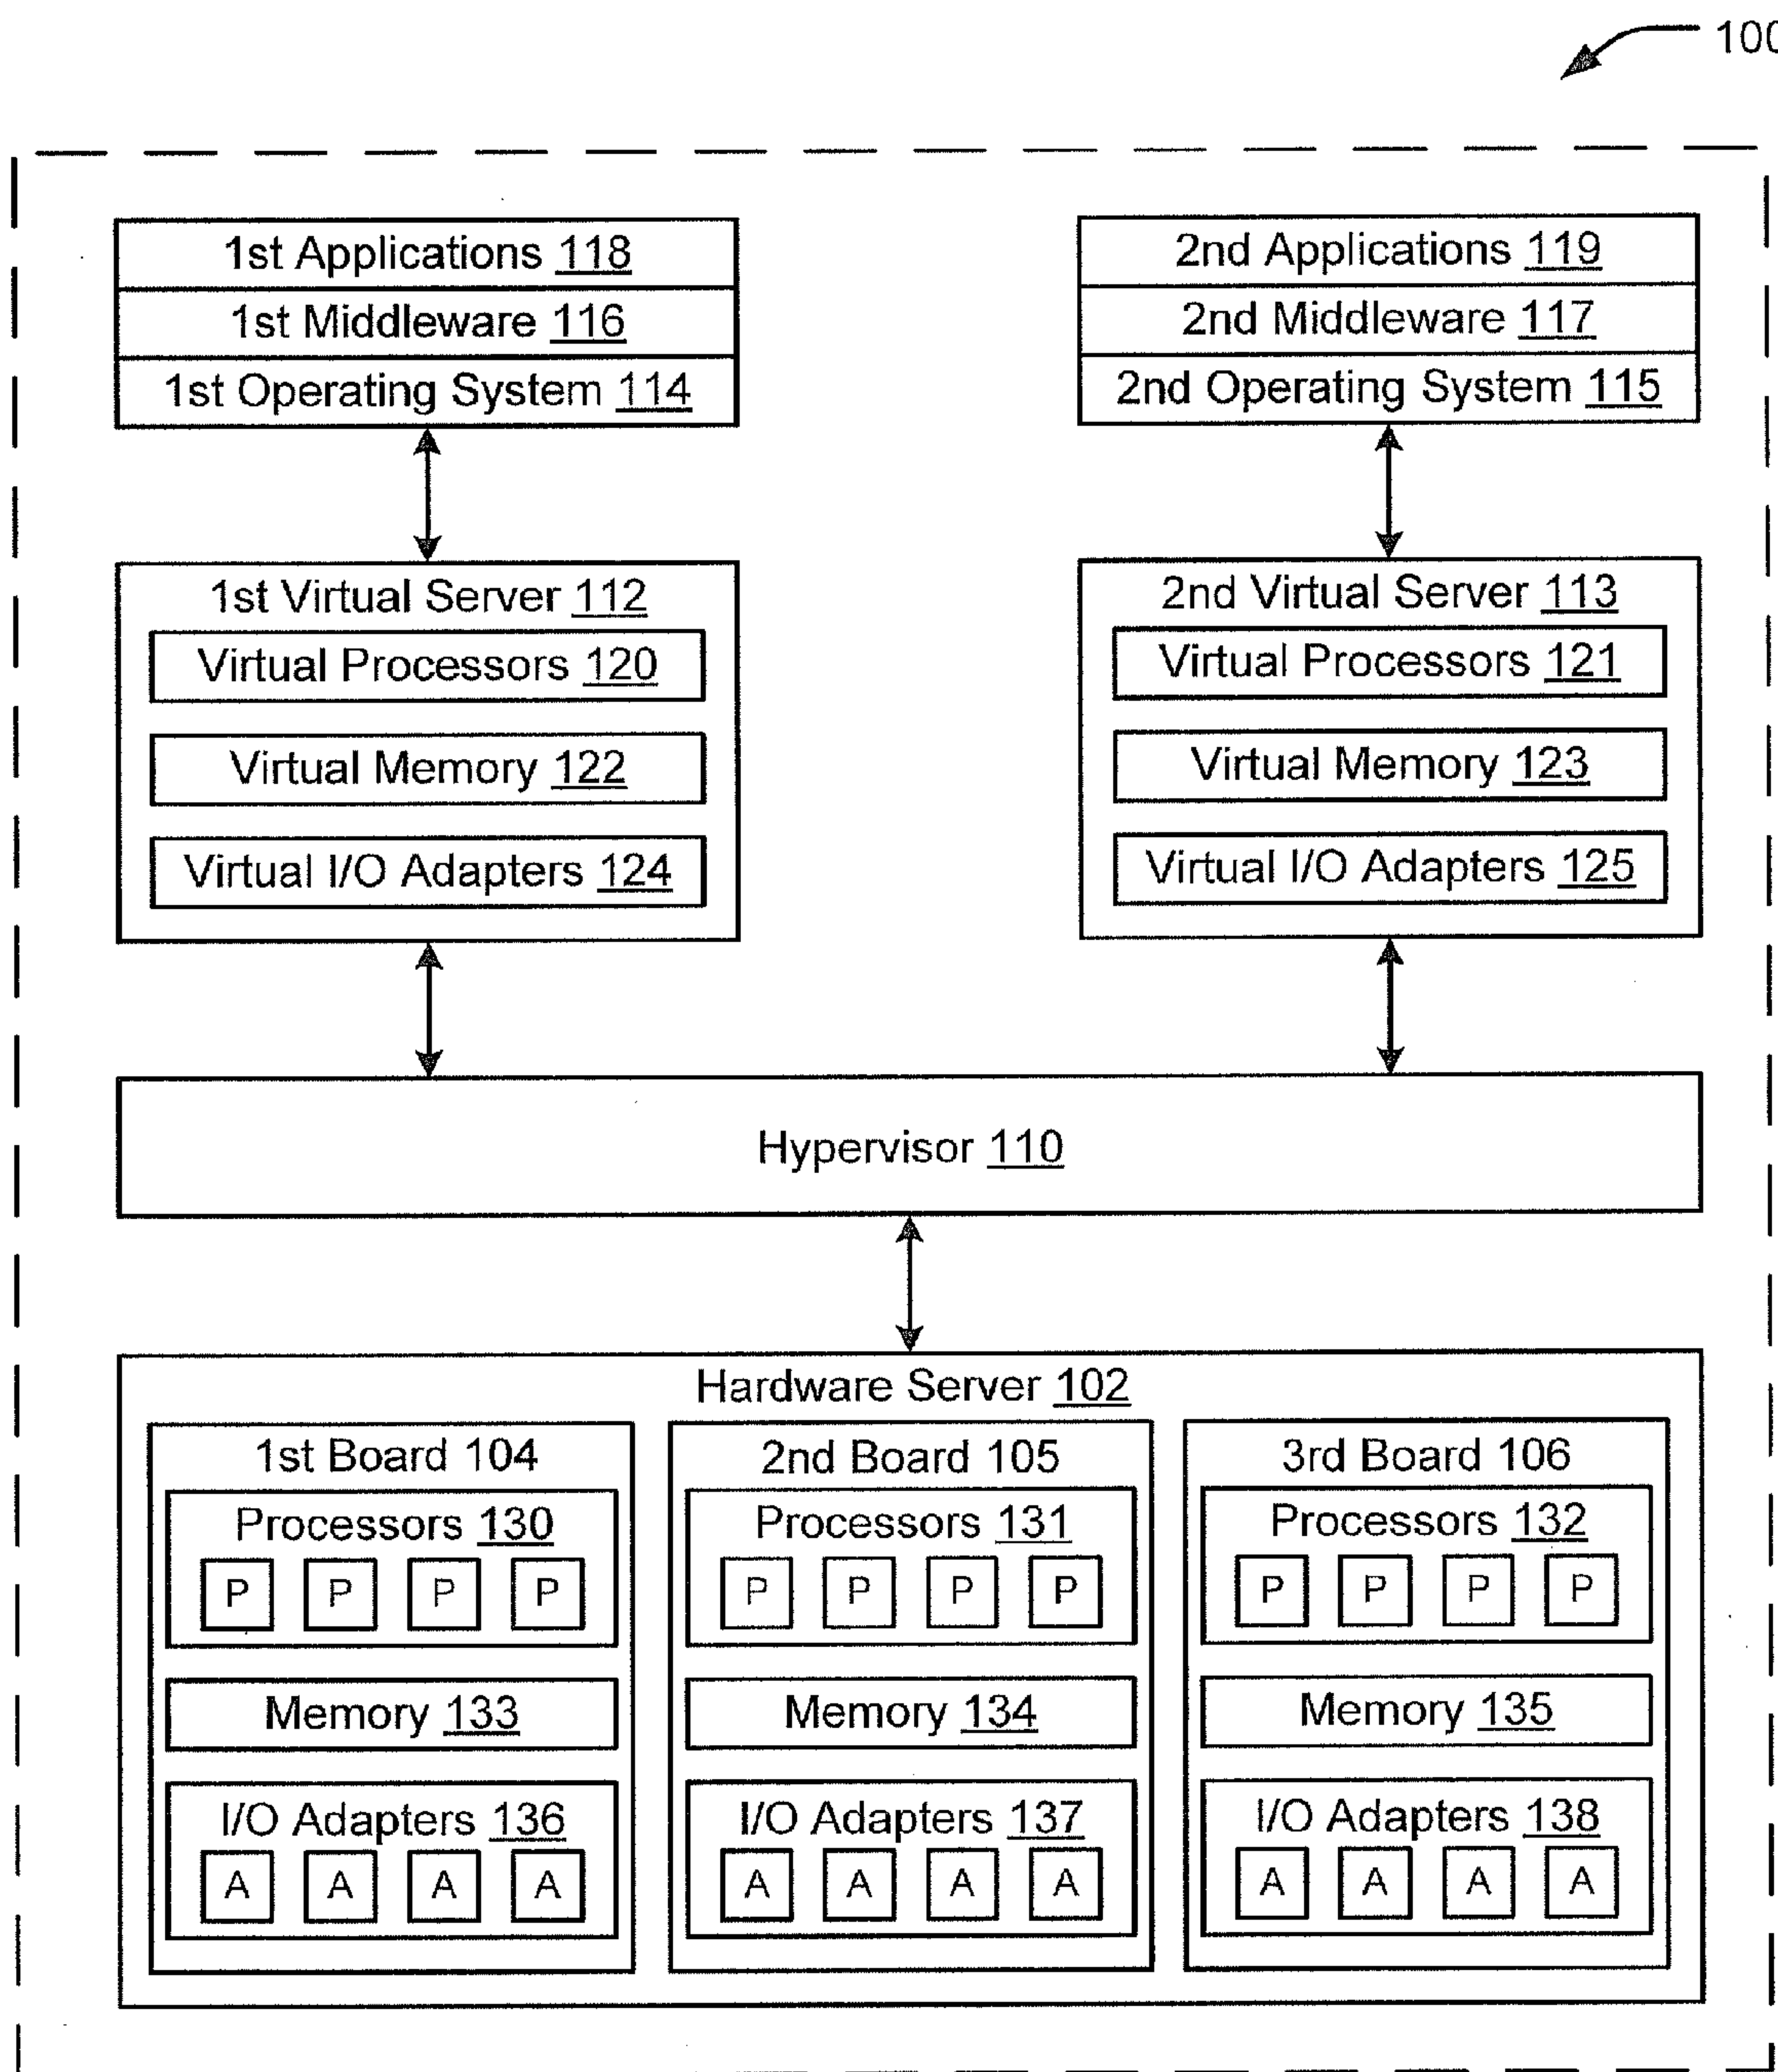 100
1st Applications 118
1st Middleware 116
1st Operating System 114
2nd Applications 119
2nd Middleware 117
2nd Operating System 115
1st Virtual Server 112
Virtual Processors 120
Virtual Memory 122
Virtual I/O Adapters 124
2nd Virtual Server 113
Virtual Processors 121
Virtual Memory 123
Virtual I/O Adapters 125
Hypervisor 110
Hardware Server 102
1st Board 104
Processors 130
P P P P
Memory 133
I/O Adapters 136
A A A A
2nd Board 105
Processors 131
P P P P
Memory 134
I/O Adapters 137
A A A A
3rd Board 106
Processors 132
P P P P
Memory 135
I/O Adapters 138
A A A A